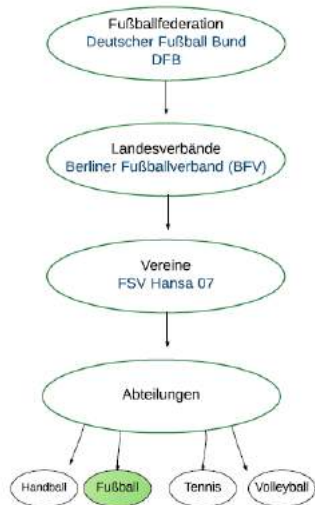 Fußballfederation
Deutscher Fußball Bund
DFB
Landesverbände
Berliner Fußballverband (BFV)
Vereine
FSV Hansa 07
Abteilungen
Handball
Fußball
Tennis
Volleyball